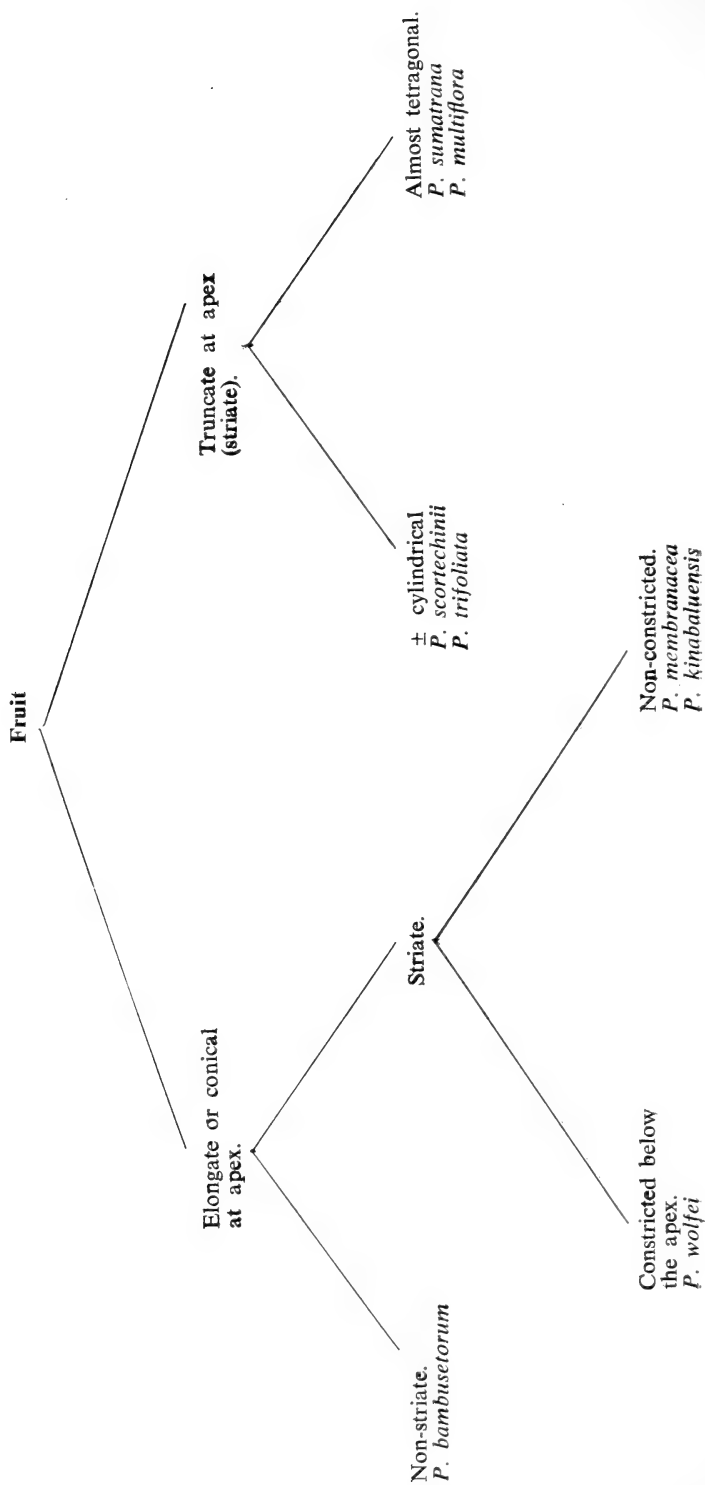 Fruit
Elongate or conical
at apex.
Truncate at apex
(striate).
Non-striate.
P. bambusetorum
Striate.
± cylindrical
P. scortechinii
P. trifoliata
Almost tetragonal.
P. sumatrana
P. multiflora
Constricted below
the apex.
P. wolfei
Non-constricted.
P. membranacea
P. kinabaluensis